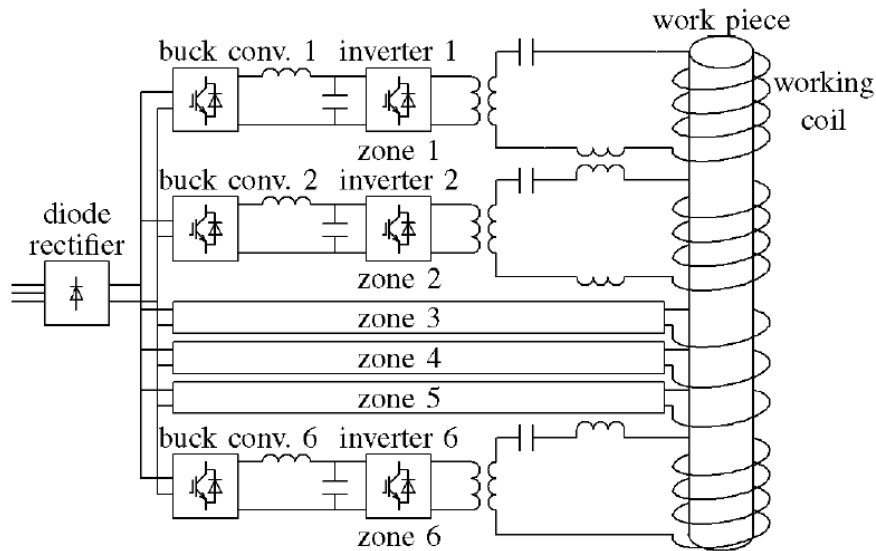 work piece
buck conv. 1 inverter 1
working
coil
zone 1
buck conv. 2 inverter 2
diode
rectifier
zone 2
zone 3
zone 4
zone 5
buck conv. 6 inverter 6
zone 6